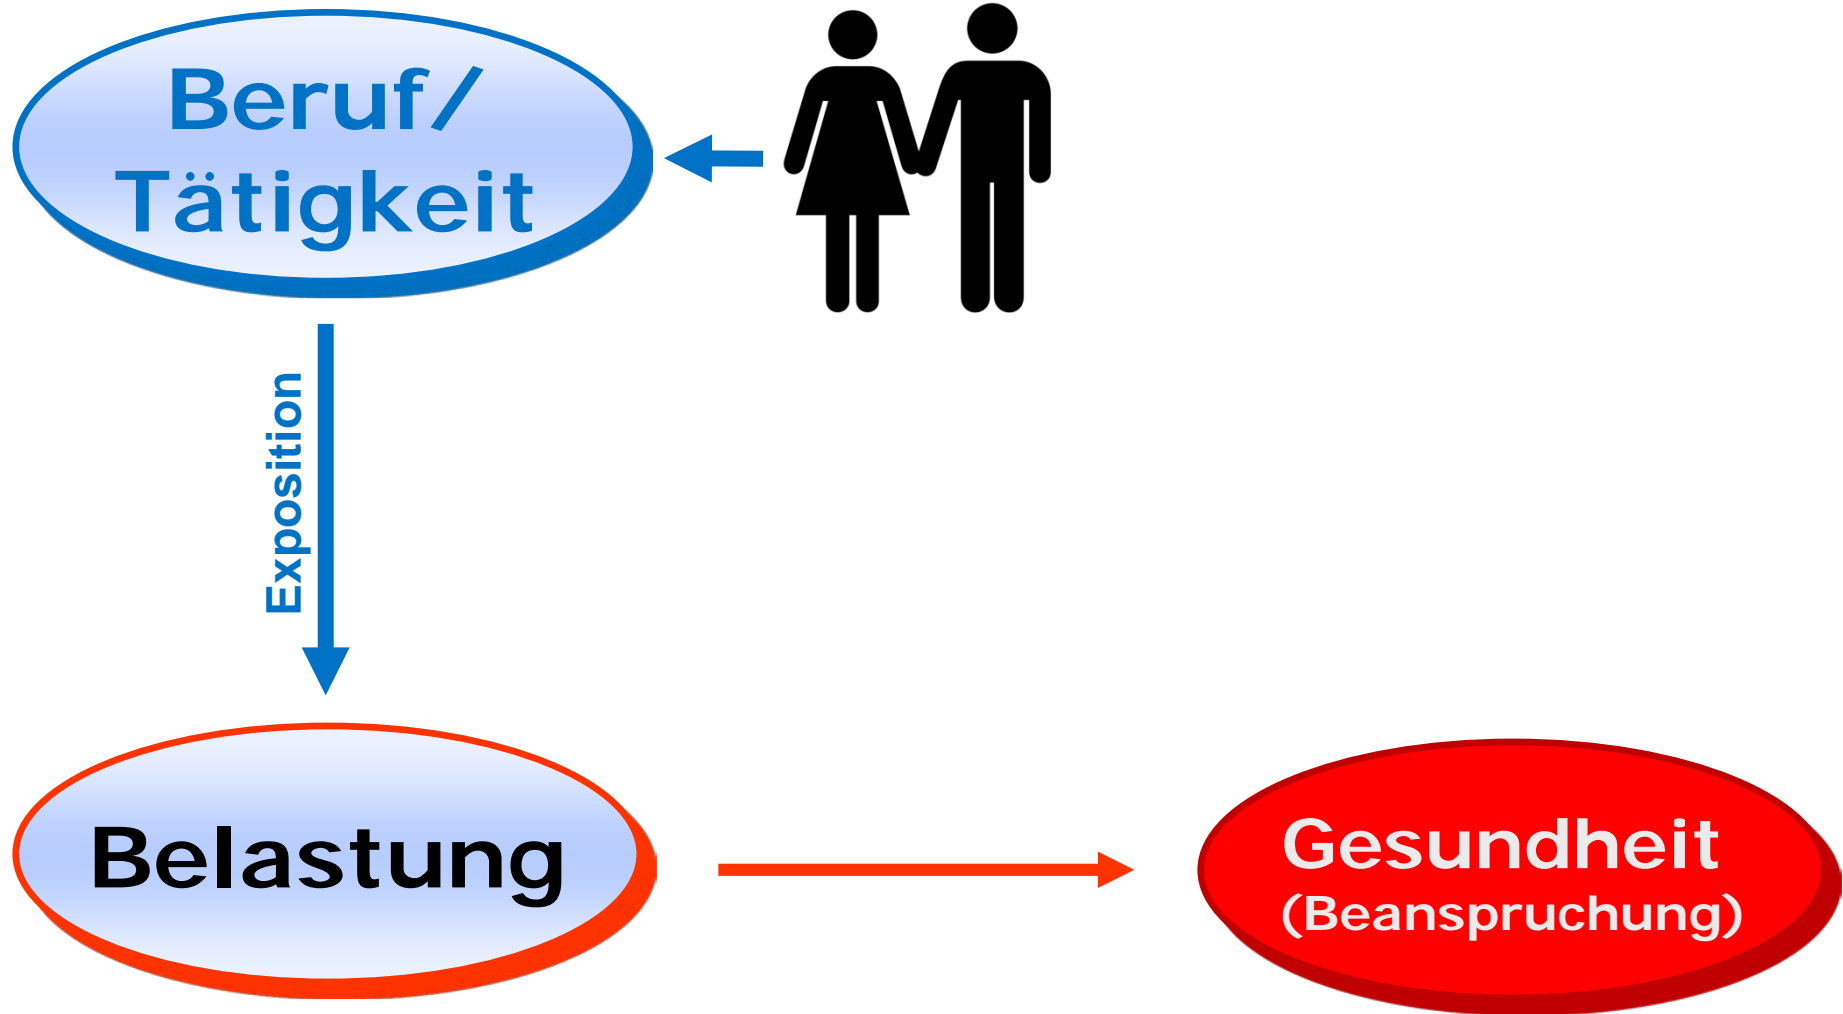 Beruf/
Tätigkeit
Exposition
Belastung
Gesundheit
(Beanspruchung)